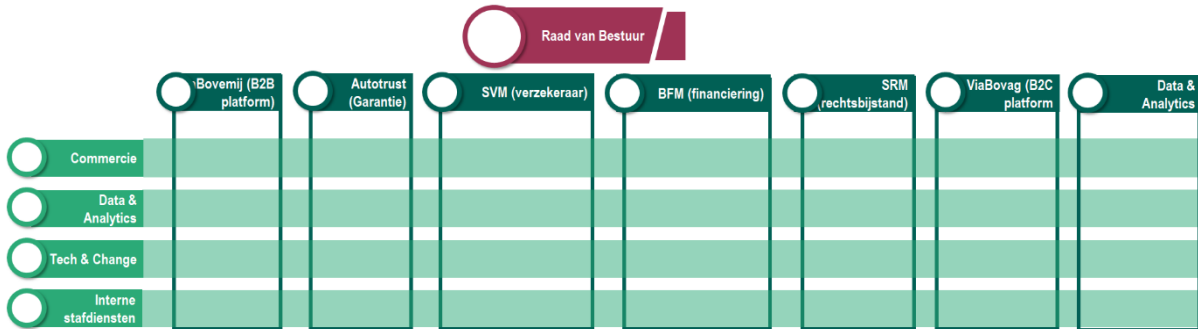 Raad van Bestuur
Bovemij (B2B
platform)
Autotrust
(Garantie)
SVM (verzekeraar)
BFM (financiering)
SRM
(rechtsbijstand)
ViaBovag (B2C
platform
Data &
Analytics
Commercie
Data &
Analytics
Tech & Change
Interne
stafdiensten